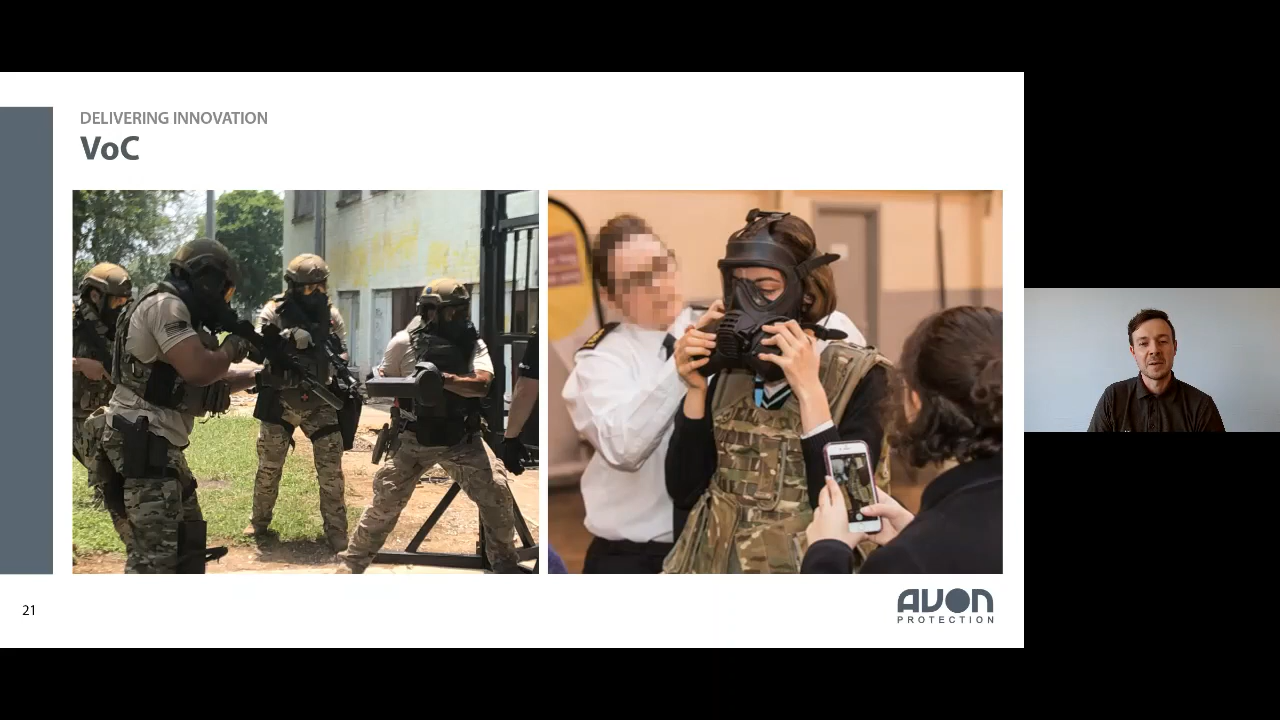 DELIVERING INNOVATION
VoC
21
AVON
PROTECTION